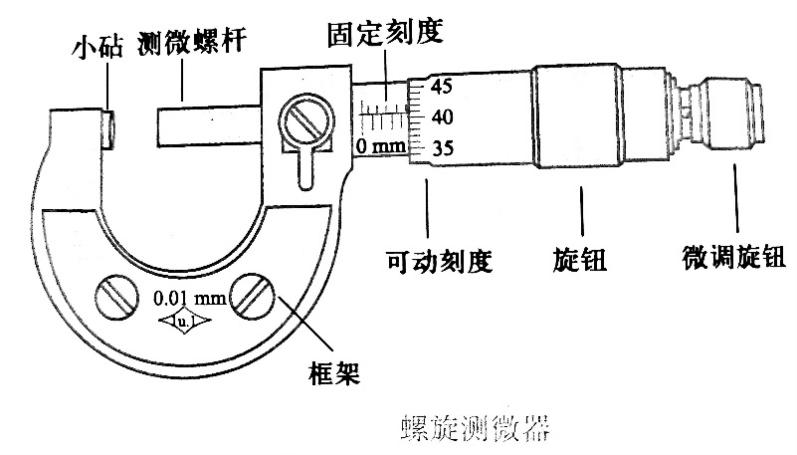 固定刻度
小砧 测微螺杆
45
40
0 mm 35
可动刻度 旋钮 微调旋钮
0.01 mm
框架
螺旋测微器